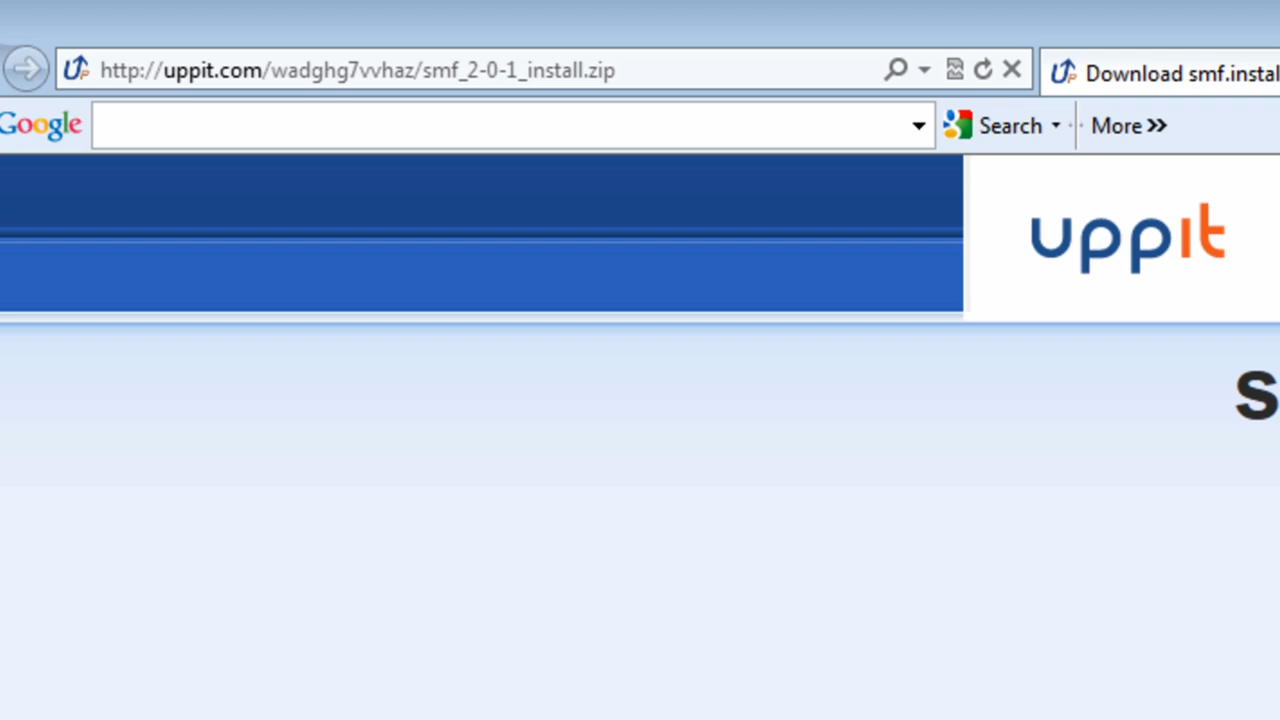 http://uppit.com/wadghg7vvhaz/smf_2-0-1_install.zip
Download smf.instal
Google
Search
More
uppit
s